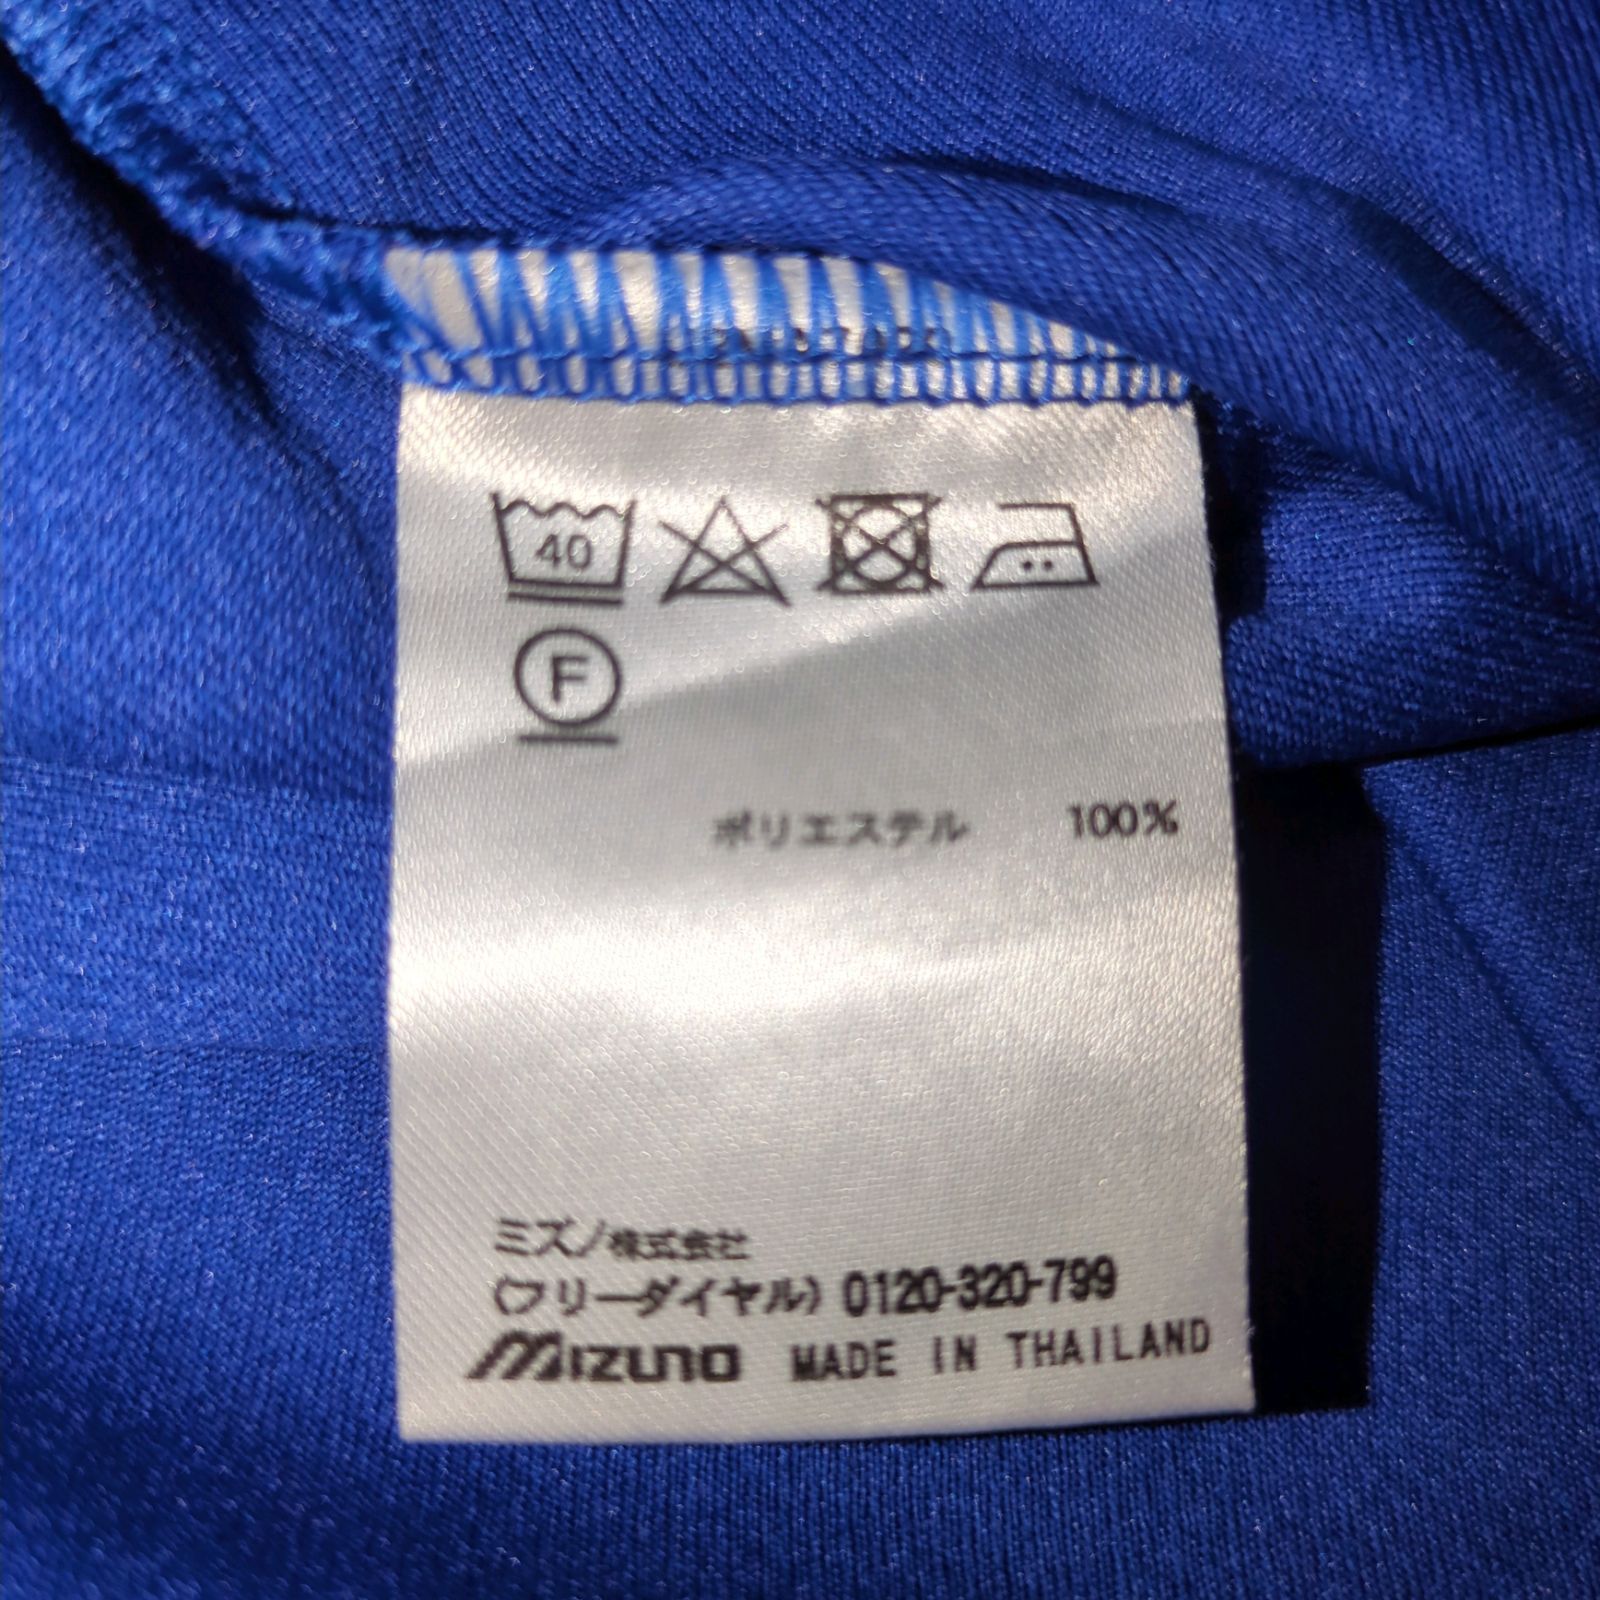 40
F
ポリエステル 100%
ミズノ株式会社
(フリーダイヤル) 0120-320-799
MIZUNO MADE IN THAILAND